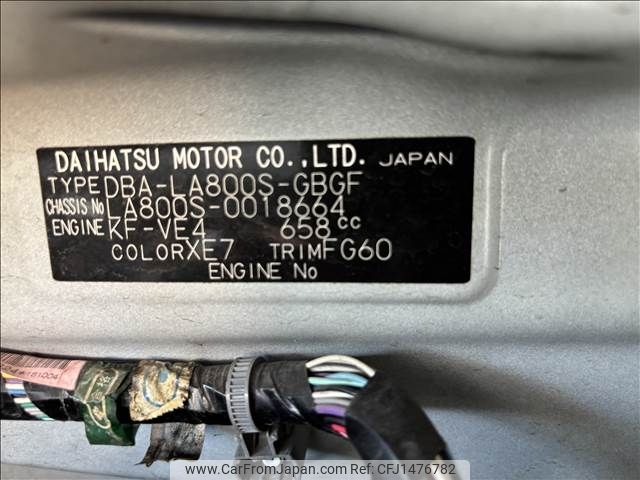 DAIHATSU MOTOR CO.,LTD. JAPAN
TYPE DBA-LA800S-GBGF
CHASSIS No LA800S-0018664
ENGINE KF-VE4 658 cc
COLOR XE7 TRIM FG60
ENGINE No
www.CarFromJapan.com | Ref No: CFJ1476782